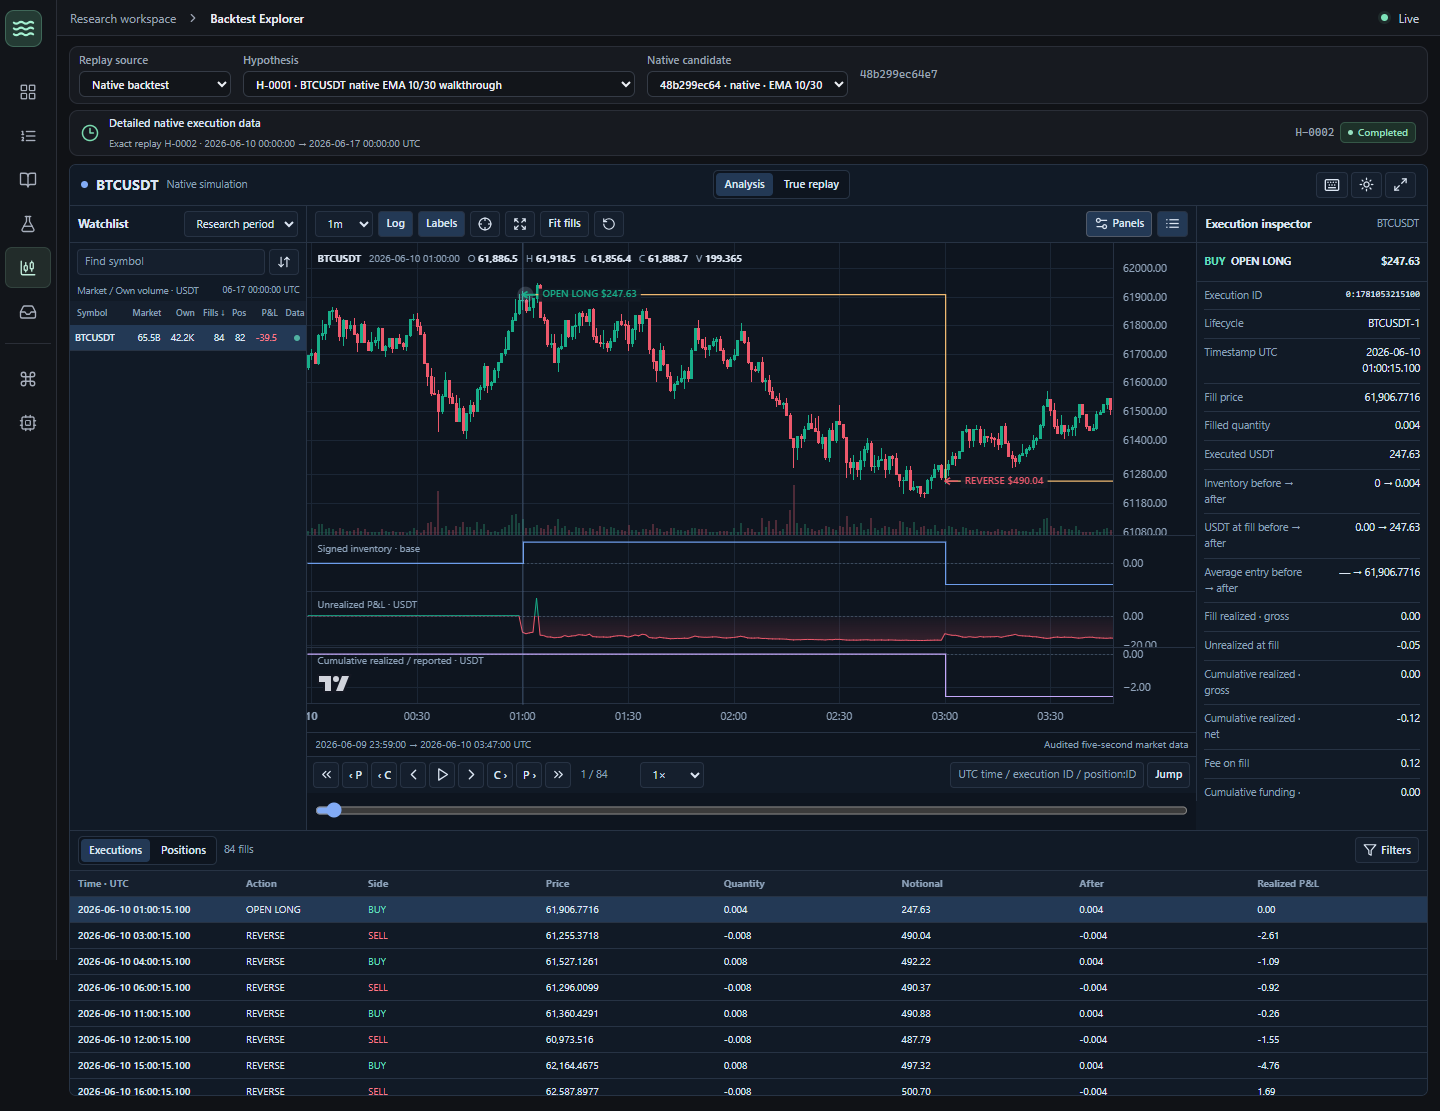 Research workspace > Backtest Explorer
Live
Replay source
Native backtest
Hypothesis
H-0001 · BTCUSDT native EMA 10/30 walkthrough
Native candidate
48b299ec64 · native · EMA 10/30
48b299ec64e7
Detailed native execution data
Exact replay H-0002 · 2026-06-10 00:00:00 → 2026-06-17 00:00:00 UTC
H-0002
Completed
BTCUSDT Native simulation
Analysis True replay
Watchlist
Research period
Find symbol
Market / Own volume · USDT 06-17 00:00:00 UTC
Symbol Market Own Fills ↓ Pos P&L Data
BTCUSDT 65.5B 42.2K 84 82 -39.5
1m Log Labels Fit fills Panels
BTCUSDT 2026-06-10 01:00:00 O 61,886.5 H 61,918.5 L 61,856.4 C 61,888.7 V 199.365
OPEN LONG $247.63
REVERSE $490.04
62000.00
61900.00
61800.00
61700.00
61600.00
61500.00
61400.00
61280.00
61180.00
61080.00
Signed inventory · base
0.00
Unrealized P&L · USDT
0.00
−20.00
Cumulative realized / reported · USDT
0.00
−2.00
10 00:30 01:00 01:30 02:00 02:30 03:00 03:30
2026-06-09 23:59:00 → 2026-06-10 03:47:00 UTC
Audited five-second market data
‹ P ‹ C C › P › 1 / 84 1×
UTC time / execution ID / position:ID Jump
Execution inspector BTCUSDT
BUY OPEN LONG $247.63
Execution ID 0:1781053215100
Lifecycle BTCUSDT-1
Timestamp UTC 2026-06-10
01:00:15.100
Fill price 61,906.7716
Filled quantity 0.004
Executed USDT 247.63
Inventory before → 0 → 0.004
after
USDT at fill before → 0.00 → 247.63
after
Average entry before — → 61,906.7716
→ after
Fill realized · gross 0.00
Unrealized at fill -0.05
Cumulative realized · 0.00
gross
Cumulative realized · -0.12
net
Fee on fill 0.12
Cumulative funding · 0.00
Executions Positions 84 fills
Filters
Time · UTC Action Side Price Quantity Notional After Realized P&L
2026-06-10 01:00:15.100 OPEN LONG BUY 61,906.7716 0.004 247.63 0.004 0.00
2026-06-10 03:00:15.100 REVERSE SELL 61,255.3718 -0.008 490.04 -0.004 -2.61
2026-06-10 04:00:15.100 REVERSE BUY 61,527.1261 0.008 492.22 0.004 -1.09
2026-06-10 06:00:15.100 REVERSE SELL 61,296.0099 -0.008 490.37 -0.004 -0.92
2026-06-10 11:00:15.100 REVERSE BUY 61,360.4291 0.008 490.88 0.004 -0.26
2026-06-10 12:00:15.100 REVERSE SELL 60,973.516 -0.008 487.79 -0.004 -1.55
2026-06-10 15:00:15.100 REVERSE BUY 62,164.4675 0.008 497.32 0.004 -4.76
2026-06-10 16:00:15.100 REVERSE SELL 62,587.8977 -0.008 500.70 -0.004 1.69